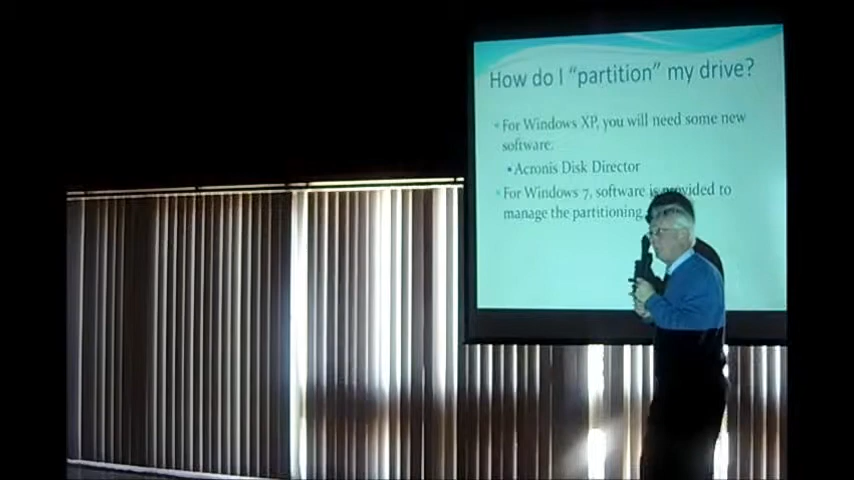 How do I "partition" my drive?
For Windows XP, you will need some new
software:
Acronis Disk Director
For Windows 7, software is provided to
manage the partitioning.